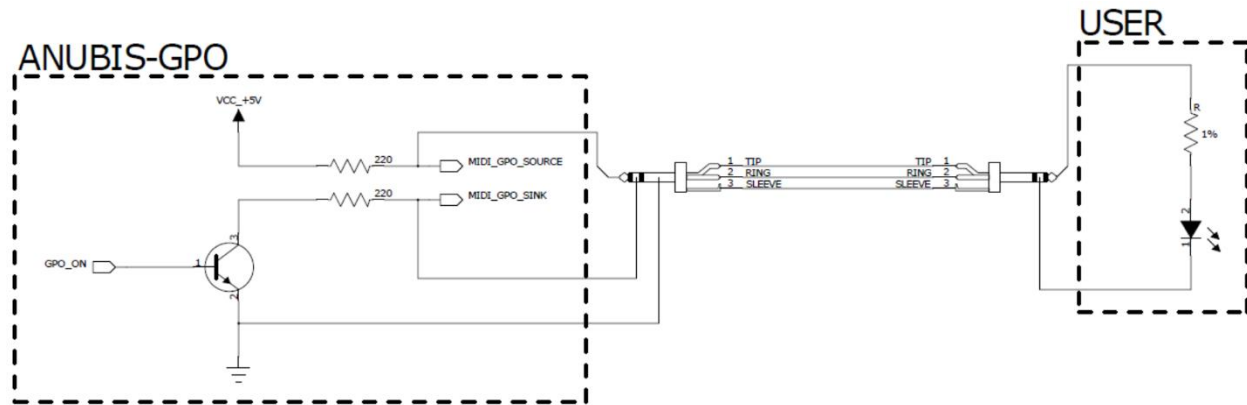 USER
ANUBIS-GPO
VCC_+5V
R
1%
220
MIDI_GPO_SOURCE
220
MIDI_GPO_SINK
1 TIP
2 RING
3 SLEEVE
TIP 1
RING 2
SLEEVE 3
3
GPO_ON
1
2
2
1